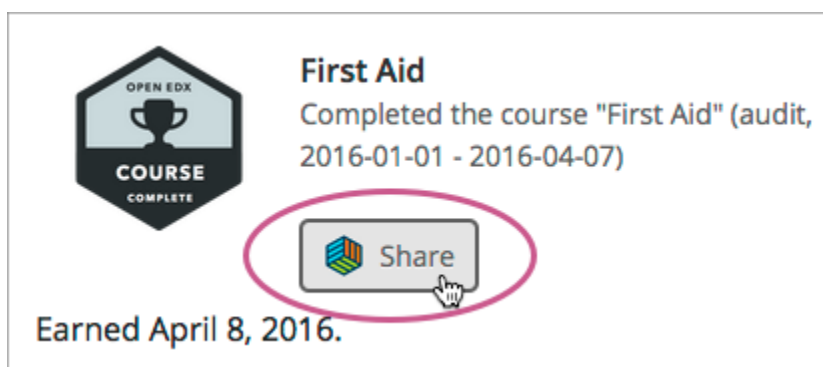 OPEN EDX
COURSE
COMPLETE
First Aid
Completed the course "First Aid" (audit,
2016-01-01 - 2016-04-07)
Share
Earned April 8, 2016.